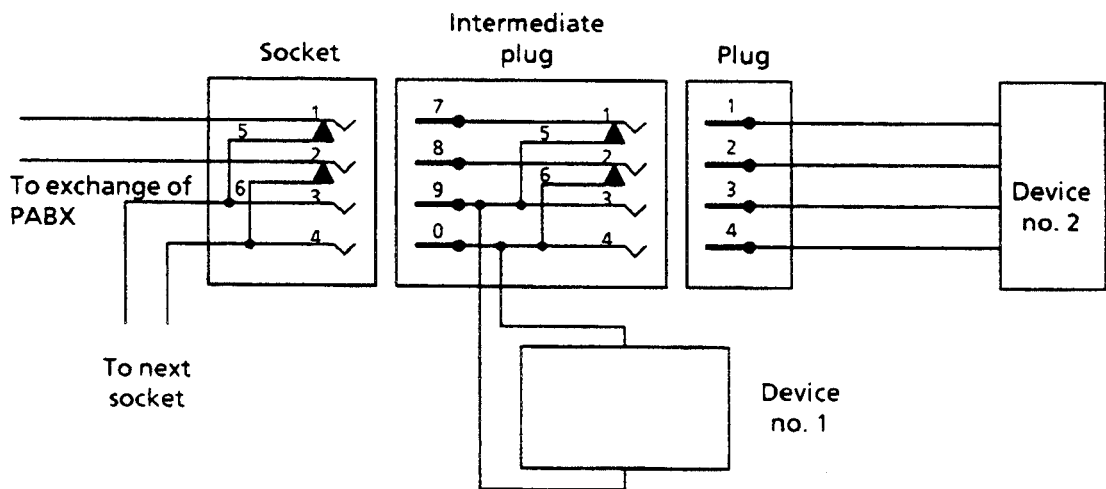 Socket
Intermediate
plug
Plug
1
5
2
6
3
4
To exchange of
PABX
7
8
9
0
1
5
2
6
3
4
1
2
3
4
Device
no. 2
To next
socket
Device
no. 1